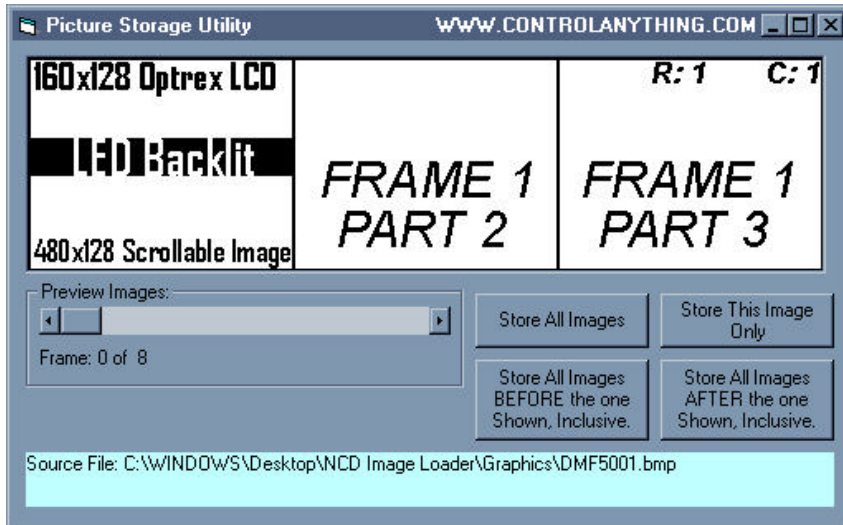 Picture Storage Utility WWW.CONTROLANYTHING.COM
160x128 Optrex LCD
LED Backlit
480x128 Scrollable Image
FRAME 1
PART 2
R: 1 C: 1
FRAME 1
PART 3
Preview Images:
Frame: 0 of 8
Store All Images
Store This Image
Only
Store All Images
BEFORE the one
Shown, Inclusive.
Store All Images
AFTER the one
Shown, Inclusive.
Source File: C:\WINDOWS\Desktop\NCD Image Loader\Graphics\DMF5001.bmp